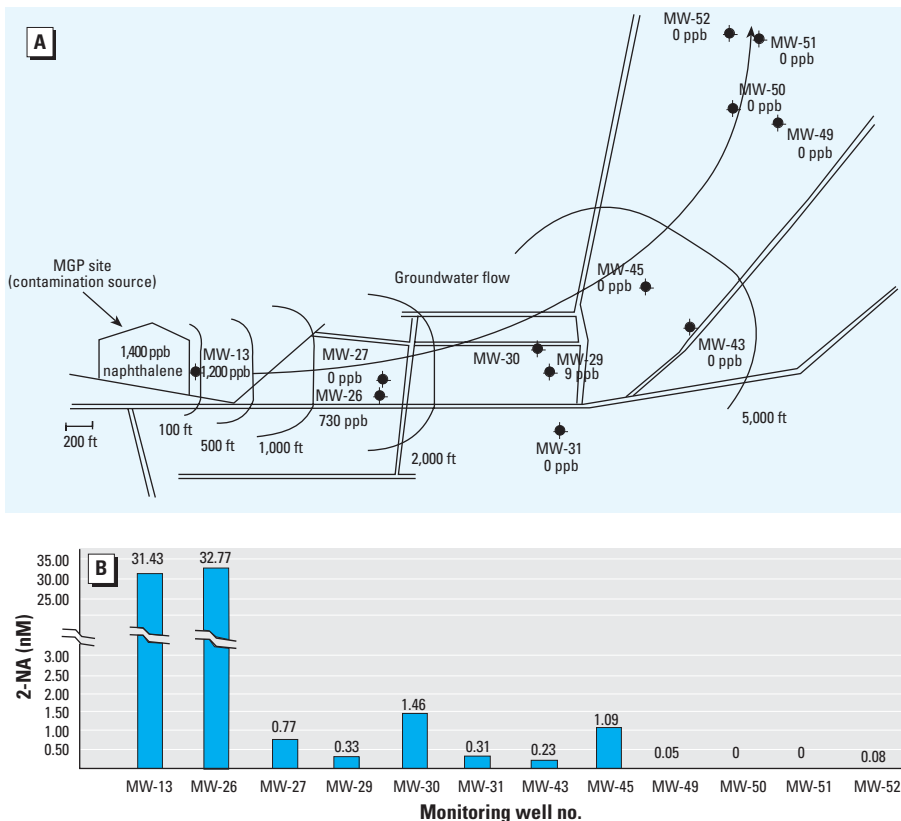 A
MW-52
0 ppb
MW-51
0 ppb
MW-50
0 ppb
MW-49
0 ppb
MGP site
(contamination source)
Groundwater flow
MW-45
0 ppb
1,400 ppb
naphthalene
MW-13
1,200 ppb
MW-27
0 ppb
MW-26
730 ppb
MW-30
MW-29
9 ppb
MW-43
0 ppb
MW-31
0 ppb
200 ft
100 ft
500 ft
1,000 ft
2,000 ft
5,000 ft
B
2-NA (nM)
35.00
30.00
25.00
3.00
2.50
2.00
1.50
1.00
0.50
31.43
32.77
0.77
0.33
1.46
0.31
0.23
1.09
0.05
0
0
0.08
MW-13 MW-26 MW-27 MW-29 MW-30 MW-31 MW-43 MW-45 MW-49 MW-50 MW-51 MW-52
Monitoring well no.